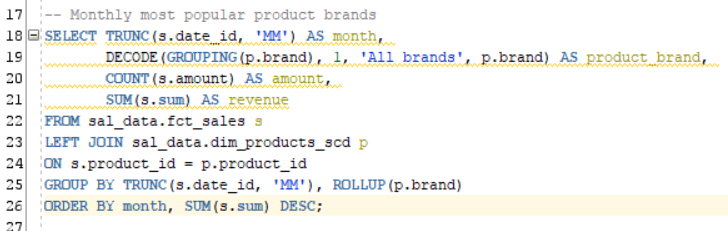 17 -- Monthly most popular product brands
18 SELECT TRUNC(s.date_id, 'MM') AS month,
19 DECODE(GROUPING(p.brand), 1, 'All brands', p.brand) AS product_brand,
20 COUNT(s.amount) AS amount,
21 SUM(s.sum) AS revenue
22 FROM sal_data.fct_sales s
23 LEFT JOIN sal_data.dim_products_scd p
24 ON s.product_id = p.product_id
25 GROUP BY TRUNC(s.date_id, 'MM'), ROLLUP(p.brand)
26 ORDER BY month, SUM(s.sum) DESC;
27